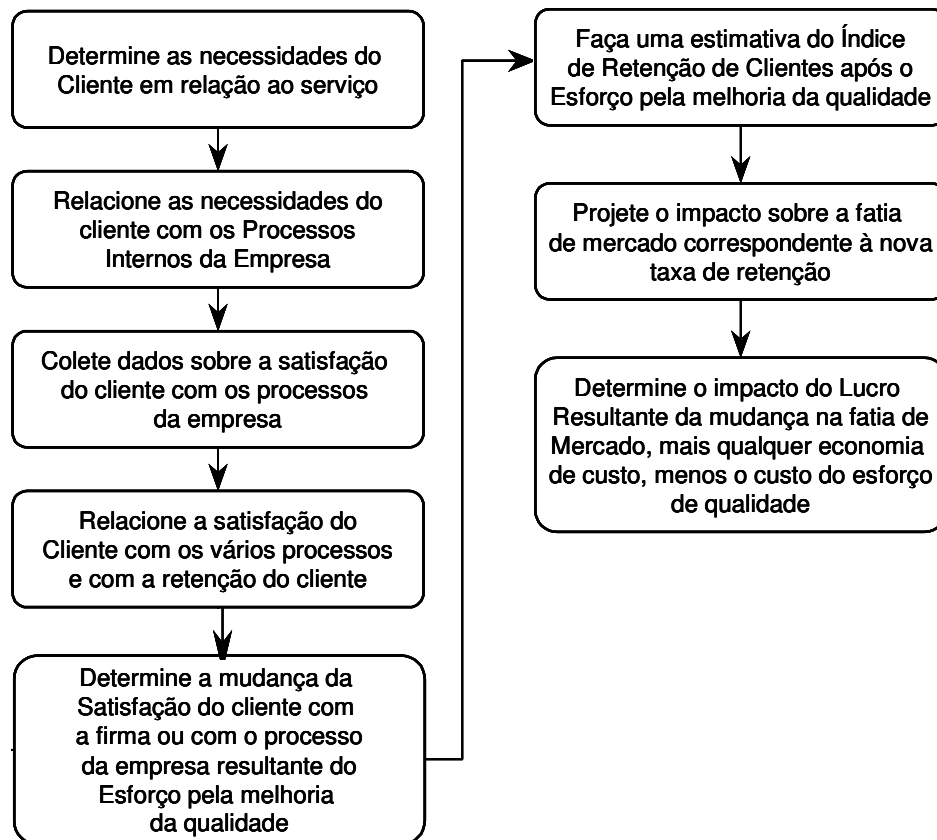 Determine as necessidades do
Cliente em relação ao serviço
Relacione as necessidades do
cliente com os Processos
Internos da Empresa
Colete dados sobre a satisfação
do cliente com os processos
da empresa
Relacione a satisfação do
Cliente com os vários processos
e com a retenção do cliente
Determine a mudança da
Satisfação do cliente com
a firma ou com o processo
da empresa resultante do
Esforço pela melhoria
da qualidade
Faça uma estimativa do Índice
de Retenção de Clientes após o
Esforço pela melhoria da qualidade
Projete o impacto sobre a fatia
de mercado correspondente à nova
taxa de retenção
Determine o impacto do Lucro
Resultante da mudança na fatia de
Mercado, mais qualquer economia
de custo, menos o custo do esforço
de qualidade